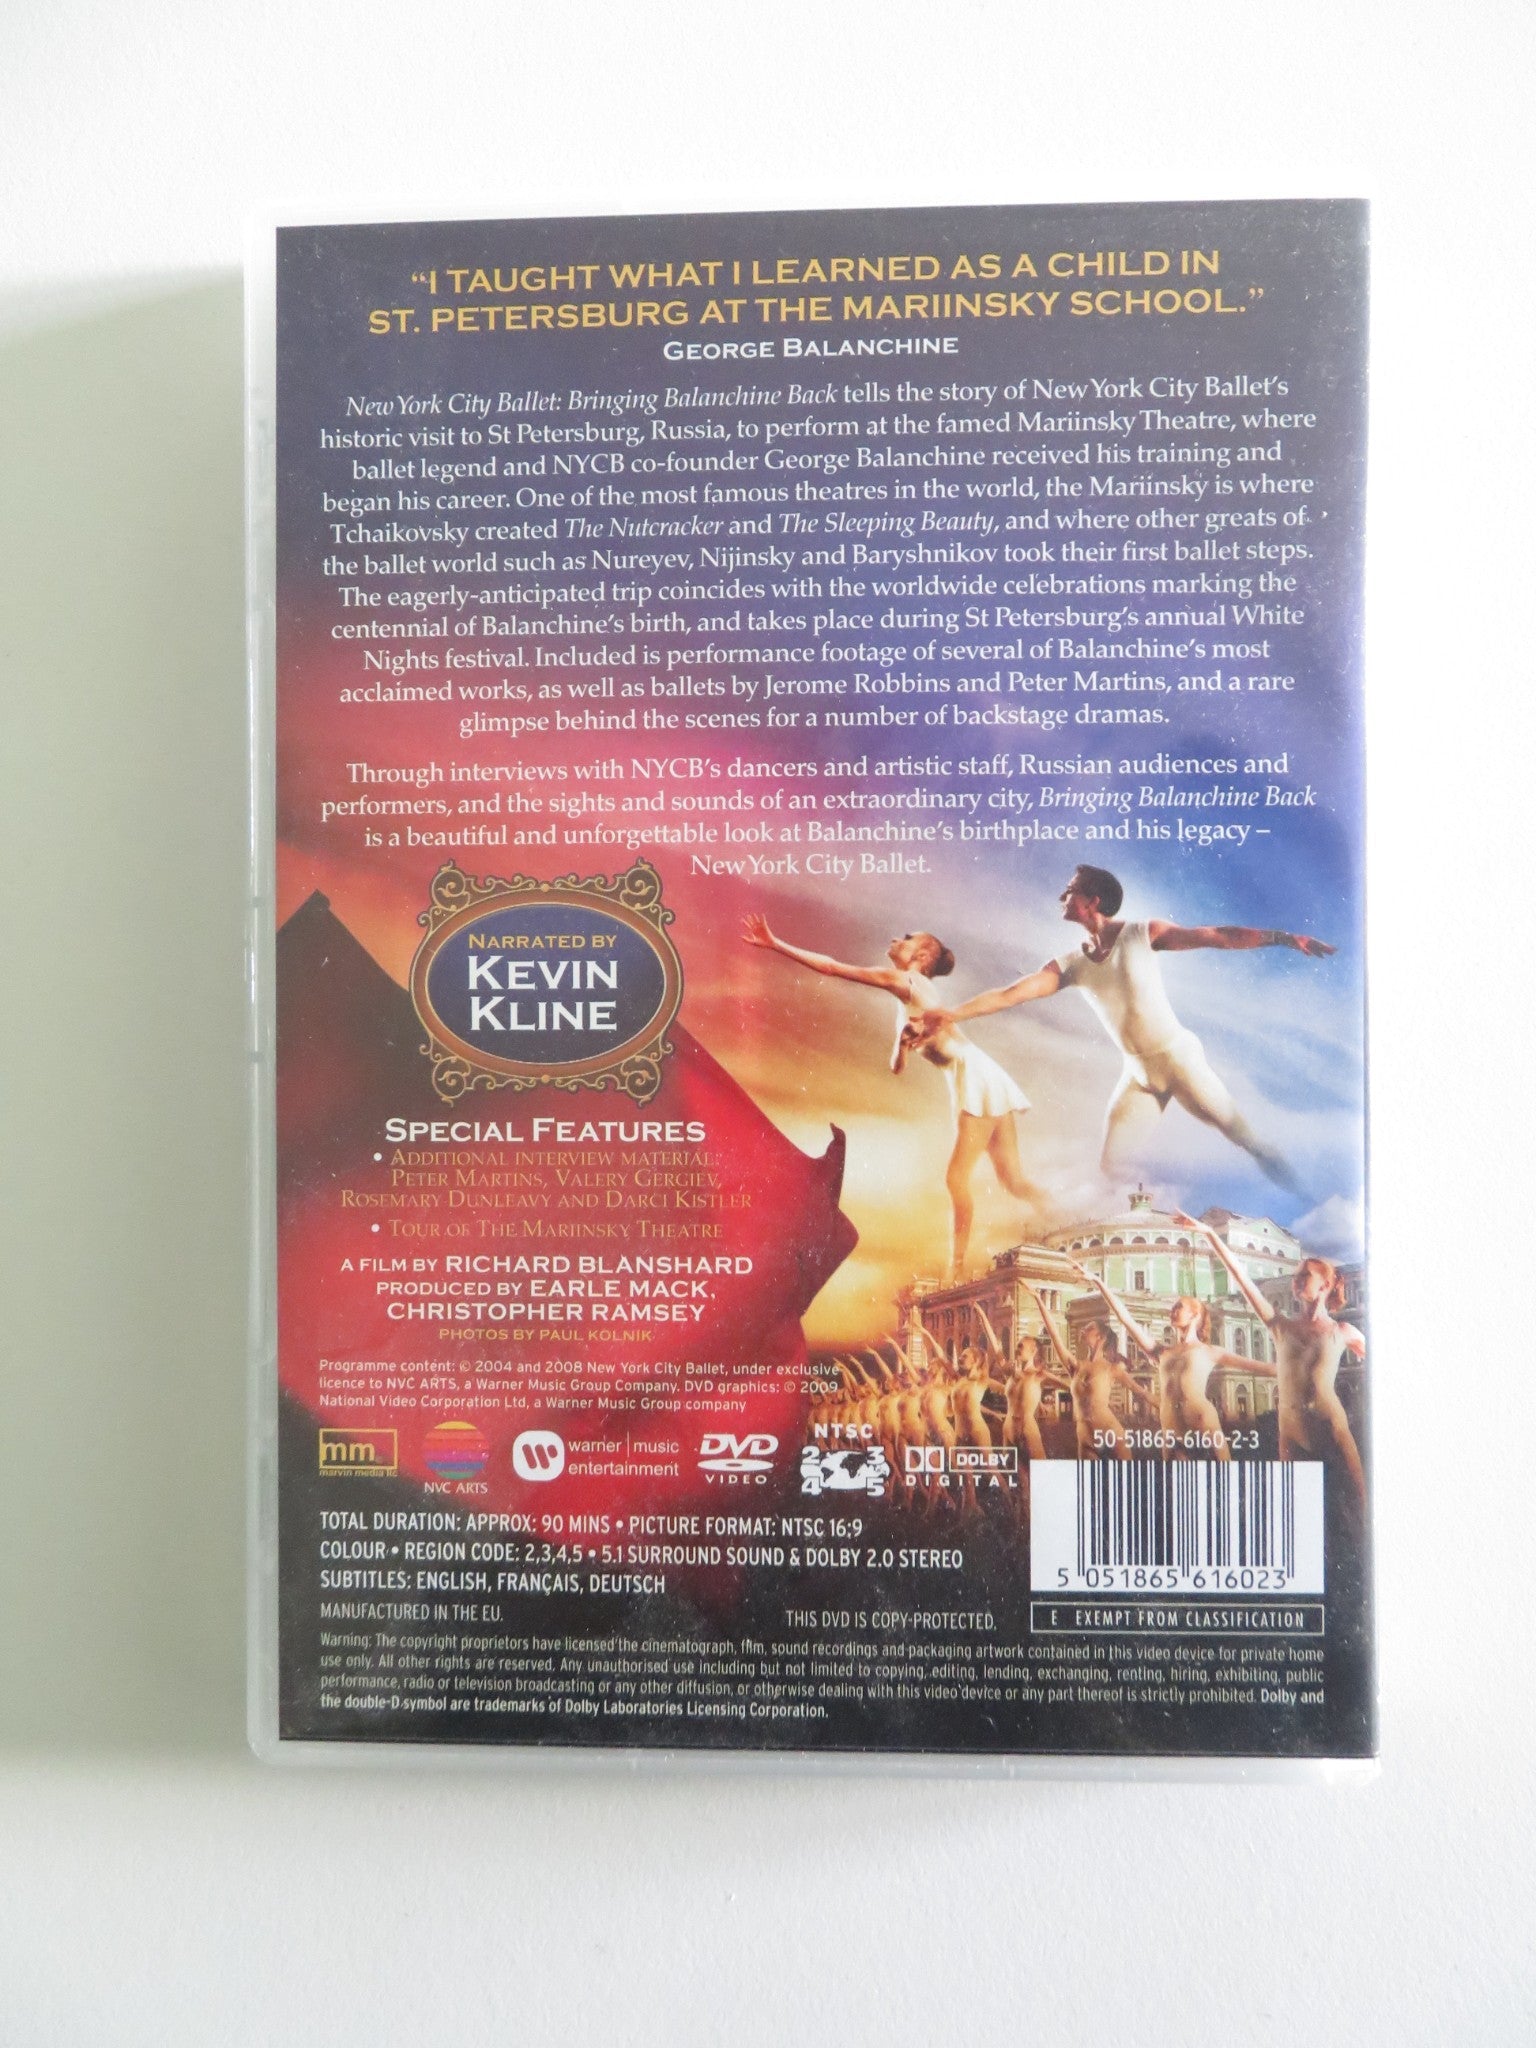 “I TAUGHT WHAT I LEARNED AS A CHILD IN
ST. PETERSBURG AT THE MARIINSKY SCHOOL.”
GEORGE BALANCHINE
New York City Ballet: Bringing Balanchine Back tells the story of New York City Ballet’s
historic visit to St Petersburg, Russia, to perform at the famed Mariinsky Theatre, where
ballet legend and NYCB co-founder George Balanchine received his training and
began his career. One of the most famous theatres in the world, the Mariinsky is where
Tchaikovsky created The Nutcracker and The Sleeping Beauty, and where other greats of
the ballet world such as Nureyev, Nijinsky and Baryshnikov took their first ballet steps.
The eagerly-anticipated trip coincides with the worldwide celebrations marking the
centennial of Balanchine’s birth, and takes place during St Petersburg’s annual White
Nights festival. Included is performance footage of several of Balanchine’s most
acclaimed works, as well as ballets by Jerome Robbins and Peter Martins, and a rare
glimpse behind the scenes for a number of backstage dramas.
Through interviews with NYCB’s dancers and artistic staff, Russian audiences and
performers, and the sights and sounds of an extraordinary city, Bringing Balanchine Back
is a beautiful and unforgettable look at Balanchine’s birthplace and his legacy –
New York City Ballet.
NARRATED BY
KEVIN
KLINE
SPECIAL FEATURES
• ADDITIONAL INTERVIEW MATERIAL:
PETER MARTINS, VALERY GERGIEV,
ROSEMARY DUNLEAVY AND DARCI KISTLER
• TOUR OF THE MARIINSKY THEATRE
A FILM BY RICHARD BLANSHARD
PRODUCED BY EARLE MACK,
CHRISTOPHER RAMSEY
PHOTOS BY PAUL KOLNIK
Programme content: © 2004 and 2008 New York City Ballet, under exclusive
licence to NVC ARTS, a Warner Music Group Company. DVD graphics: © 2009
National Video Corporation Ltd, a Warner Music Group company
mm
marvin media llc
NVC ARTS
warner music
entertainment
DVD
VIDEO
NTSC
2 3
4 5
DOLBY
DIGITAL
50-51865-6160-2-3
TOTAL DURATION: APPROX: 90 MINS • PICTURE FORMAT: NTSC 16:9
COLOUR • REGION CODE: 2,3,4,5 • 5.1 SURROUND SOUND & DOLBY 2.0 STEREO
SUBTITLES: ENGLISH, FRANÇAIS, DEUTSCH
5 051865 616023
MANUFACTURED IN THE EU.
THIS DVD IS COPY-PROTECTED.
E EXEMPT FROM CLASSIFICATION
Warning: The copyright proprietors have licensed the cinematograph, film, sound recordings and packaging artwork contained in this video device for private home
use only. All other rights are reserved. Any unauthorised use including but not limited to copying, editing, lending, exchanging, renting, hiring, exhibiting, public
performance, radio or television broadcasting or any other diffusion, or otherwise dealing with this video device or any part thereof is strictly prohibited. Dolby and
the double-D symbol are trademarks of Dolby Laboratories Licensing Corporation.